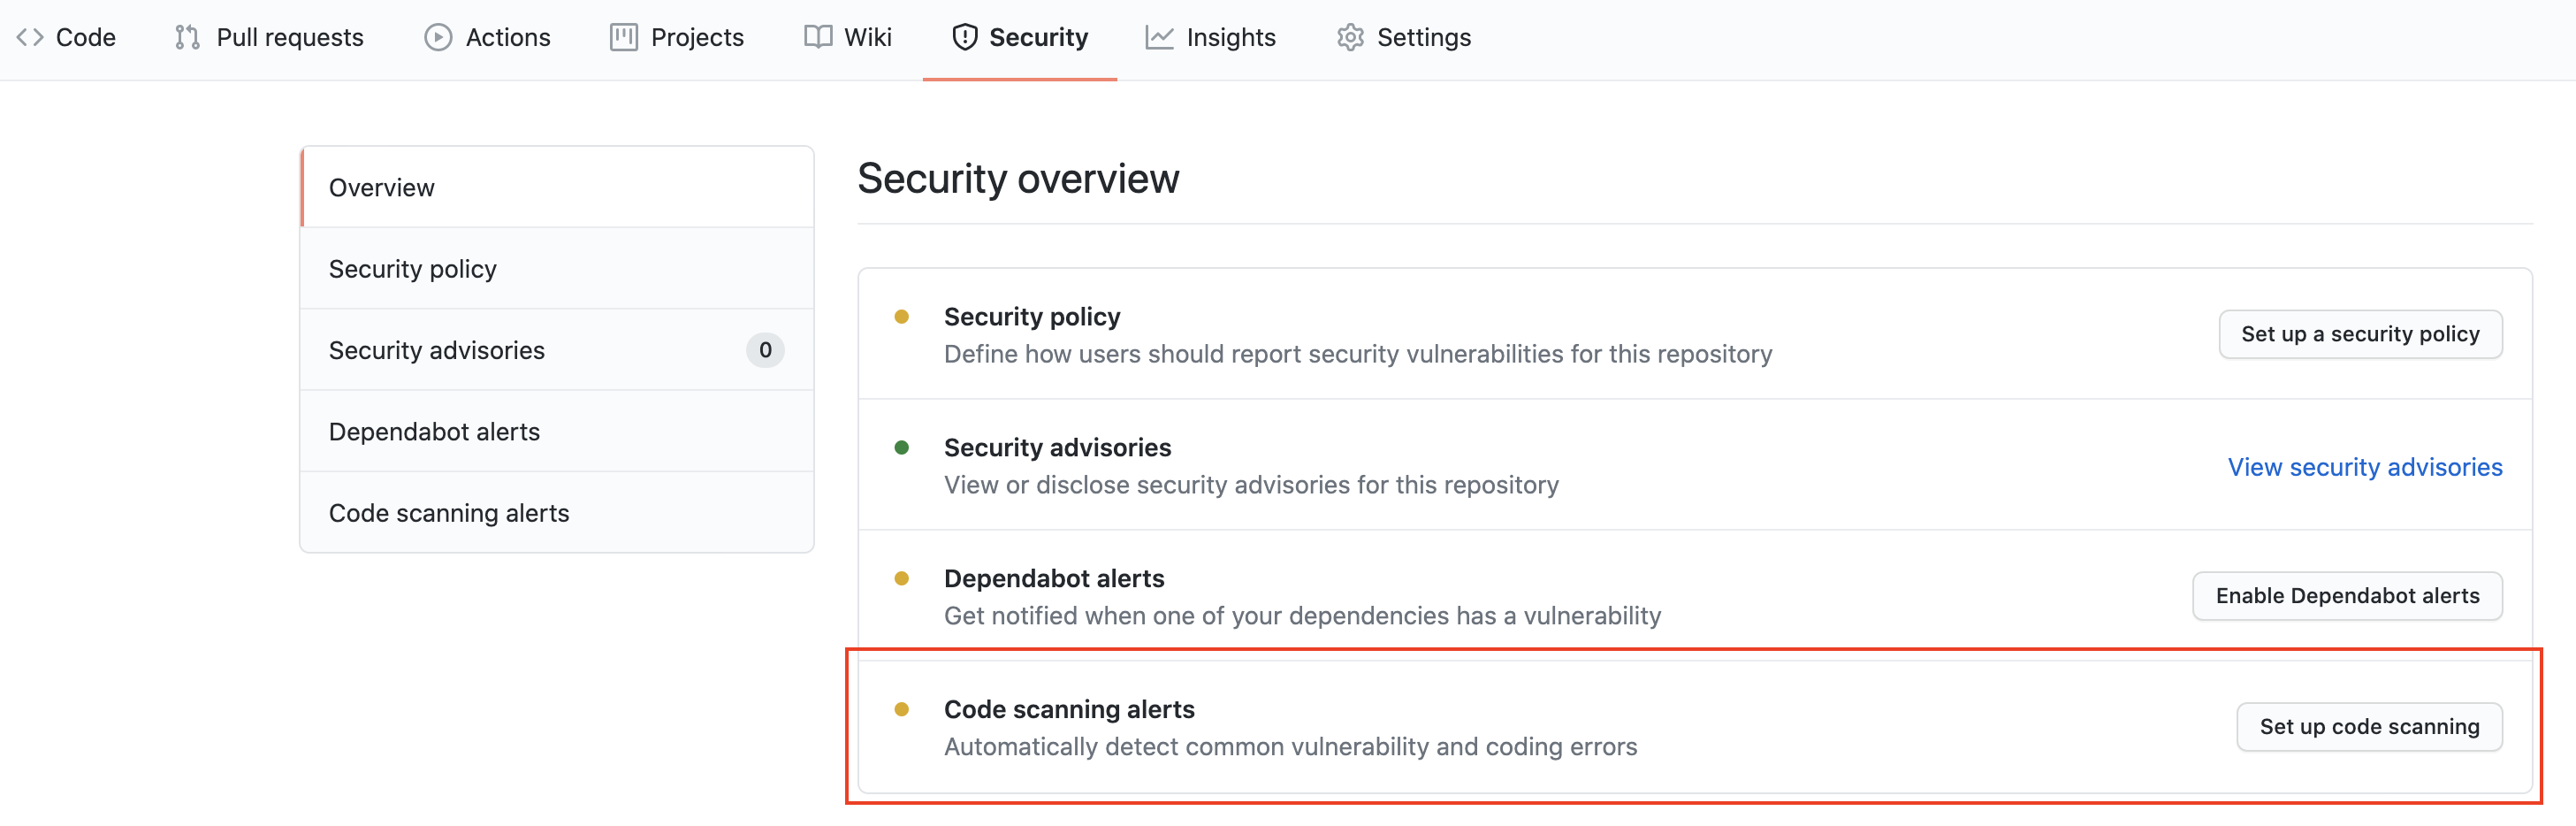 Code Pull requests Actions Projects Wiki Security Insights Settings
Overview
Security policy
Security advisories 0
Dependabot alerts
Code scanning alerts
Security overview
Security policy
Define how users should report security vulnerabilities for this repository
Set up a security policy
Security advisories
View or disclose security advisories for this repository
View security advisories
Dependabot alerts
Get notified when one of your dependencies has a vulnerability
Enable Dependabot alerts
Code scanning alerts
Automatically detect common vulnerability and coding errors
Set up code scanning